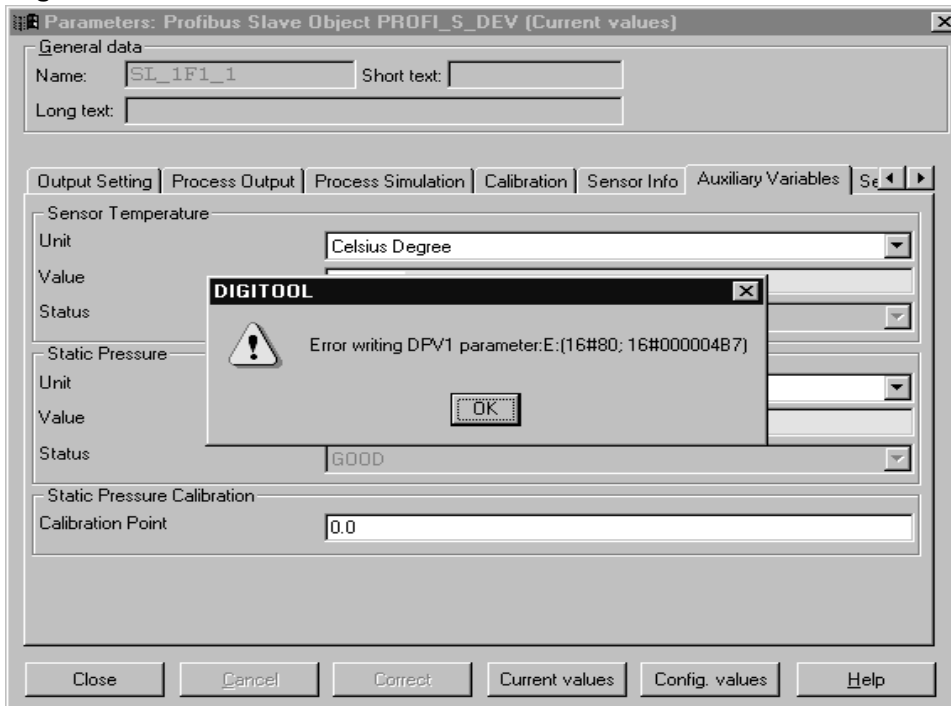 Parameters: Profibus Slave Object PROFI_S_DEV (Current values)
General data
Name: SL_1F1_1 Short text:
Long text:
Output Setting Process Output Process Simulation Calibration Sensor Info Auxiliary Variables Se
Sensor Temperature
Unit Celsius Degree
Value
Status
DIGITOOL
Error writing DPV1 parameter:E:(16#80; 16#000004B7)
OK
Static Pressure
Unit
Value
Status GOOD
Static Pressure Calibration
Calibration Point 0.0
Close Cancel Correct Current values Config. values Help